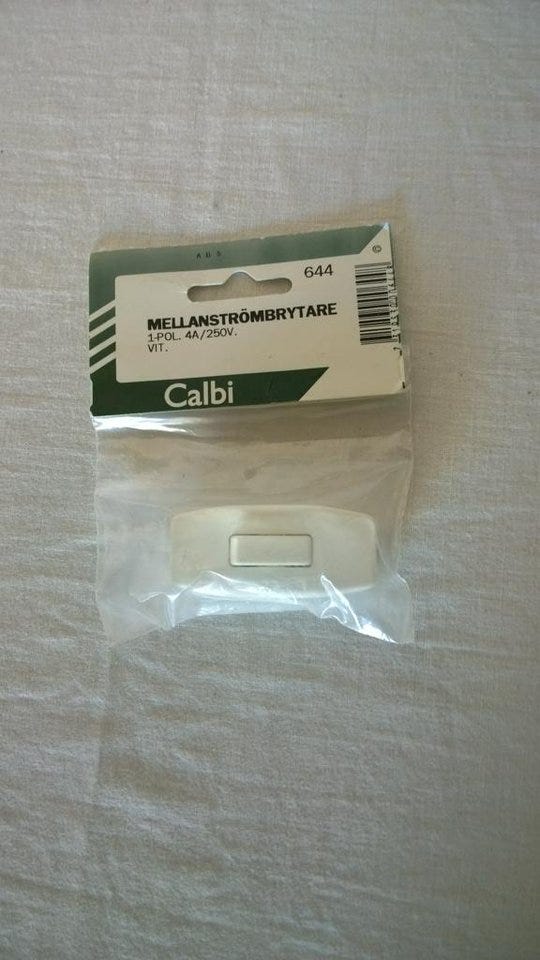 644
MELLANSTRÖMBRYTARE
1-POL. 4A/250V.
VIT.
Calbi
©